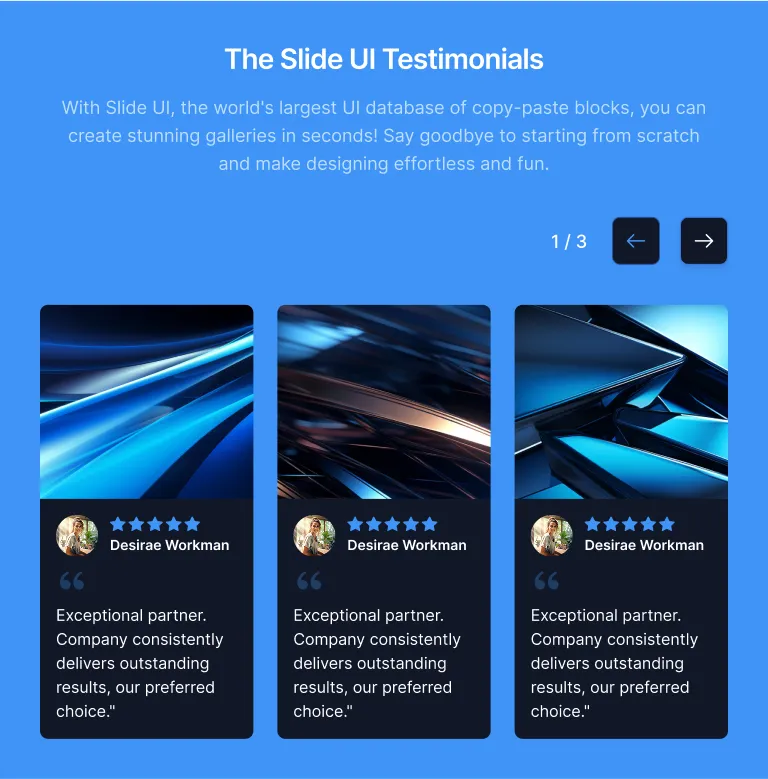 The Slide UI Testimonials
With Slide UI, the world's largest UI database of copy-paste blocks, you can
create stunning galleries in seconds! Say goodbye to starting from scratch
and make designing effortless and fun.
1 / 3
Desirae Workman
“
Exceptional partner.
Company consistently
delivers outstanding
results, our preferred
choice."
Desirae Workman
“
Exceptional partner.
Company consistently
delivers outstanding
results, our preferred
choice."
Desirae Workman
“
Exceptional partner.
Company consistently
delivers outstanding
results, our preferred
choice."